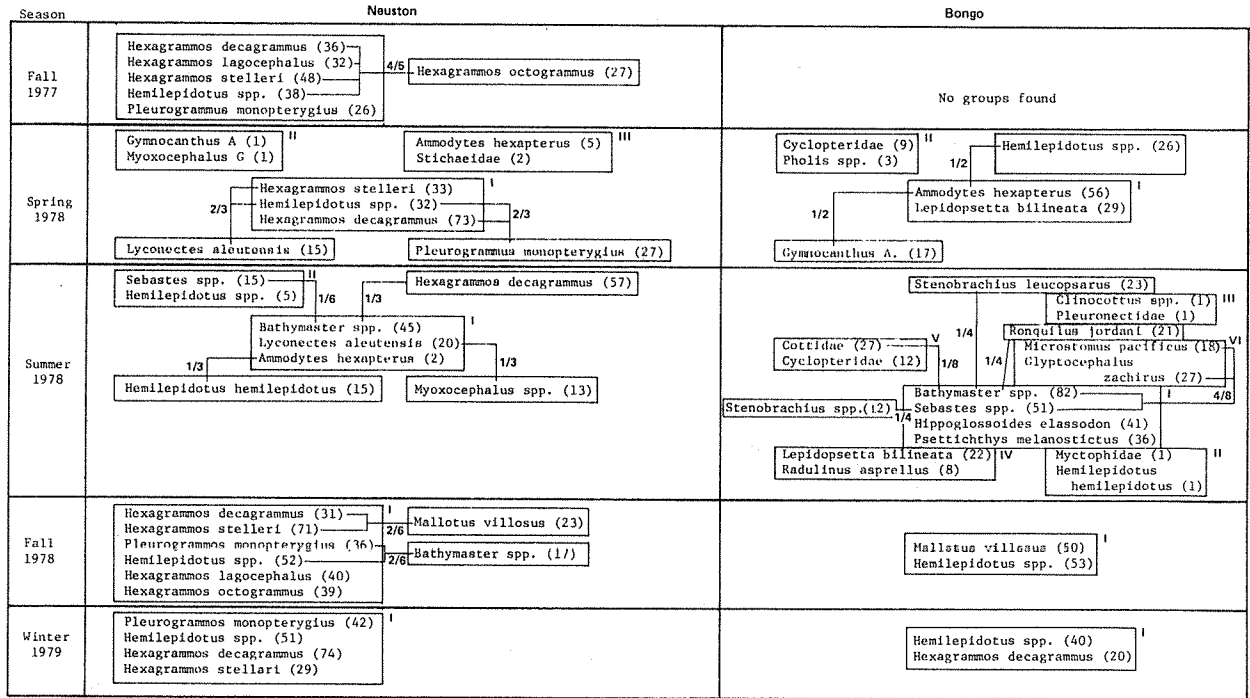 Season Neuston Bongo
Fall
1977
Hexagrammos decagrammus (36)
Hexagrammos lagocephalus (32)
Hexagrammos stelleri (48)
Hemilepidotus spp. (38)
Pleurogrammus monopterygius (26)
4/5
Hexagrammos octogrammus (27)
No groups found
Spring
1978
Gymnocanthus A (1) II
Myoxocephalus G (1)
Ammodytes hexapterus (5) III
Stichaeidae (2)
Hexagrammos stelleri (33) I
Hemilepidotus spp. (32)
Hexagrammos decagrammus (73)
2/3
2/3
Lyconectes aleutensis (15)
Pleurogrammus monopterygius (27)
Cyclopteridae (9) II
Pholis spp. (3)
Hemilepidotus spp. (26)
1/2
Ammodytes hexapterus (56) I
Lepidopsetta bilineata (29)
1/2
Gymnocanthus A. (17)
Summer
1978
Sebastes spp. (15) II
Hemilepidotus spp. (5)
Hexagrammos decagrammus (57)
1/6
1/3
Bathymaster spp. (45) I
Lyconectes aleutensis (20)
Ammodytes hexapterus (2)
1/3
1/3
Hemilepidotus hemilepidotus (15)
Myoxocephalus spp. (13)
Stenobrachius leucopsarus (23)
Clinocottus spp. (1) III
Pleuronectidae (1)
Ronquilus jordani (21)
1/4
Cottidae (27) V
Cyclopteridae (12)
1/8
1/4
Microstomus pacificus (18) VI
Glyptocephalus
zachirus (27)
Bathymaster spp. (82) I
4/8
Stenobrachius spp.(12)
1/4
Sebastes spp. (51)
Hippoglossoides elassodon (41)
Psettichthys melanostictus (36)
Lepidopsetta bilineata (22) IV
Radulinus asprellus (8)
Myctophidae (1) II
Hemilepidotus
hemilepidotus (1)
Fall
1978
Hexagrammos decagrammus (31) I
Hexagrammos stelleri (71)
2/6
Mallotus villosus (23)
Pleurogrammos monopterygius (36)
Hemilepidotus spp. (52)
2/6
Bathymaster spp. (17)
Hexagrammos lagocephalus (40)
Hexagrammos octogrammus (39)
Mallotus villosus (50) I
Hemilepidotus spp. (53)
Winter
1979
Pleurogrammos monopterygius (42) I
Hemilepidotus spp. (51)
Hexagrammos decagrammus (74)
Hexagrammos stellari (29)
Hemilepidotus spp. (40) I
Hexagrammos decagrammus (20)